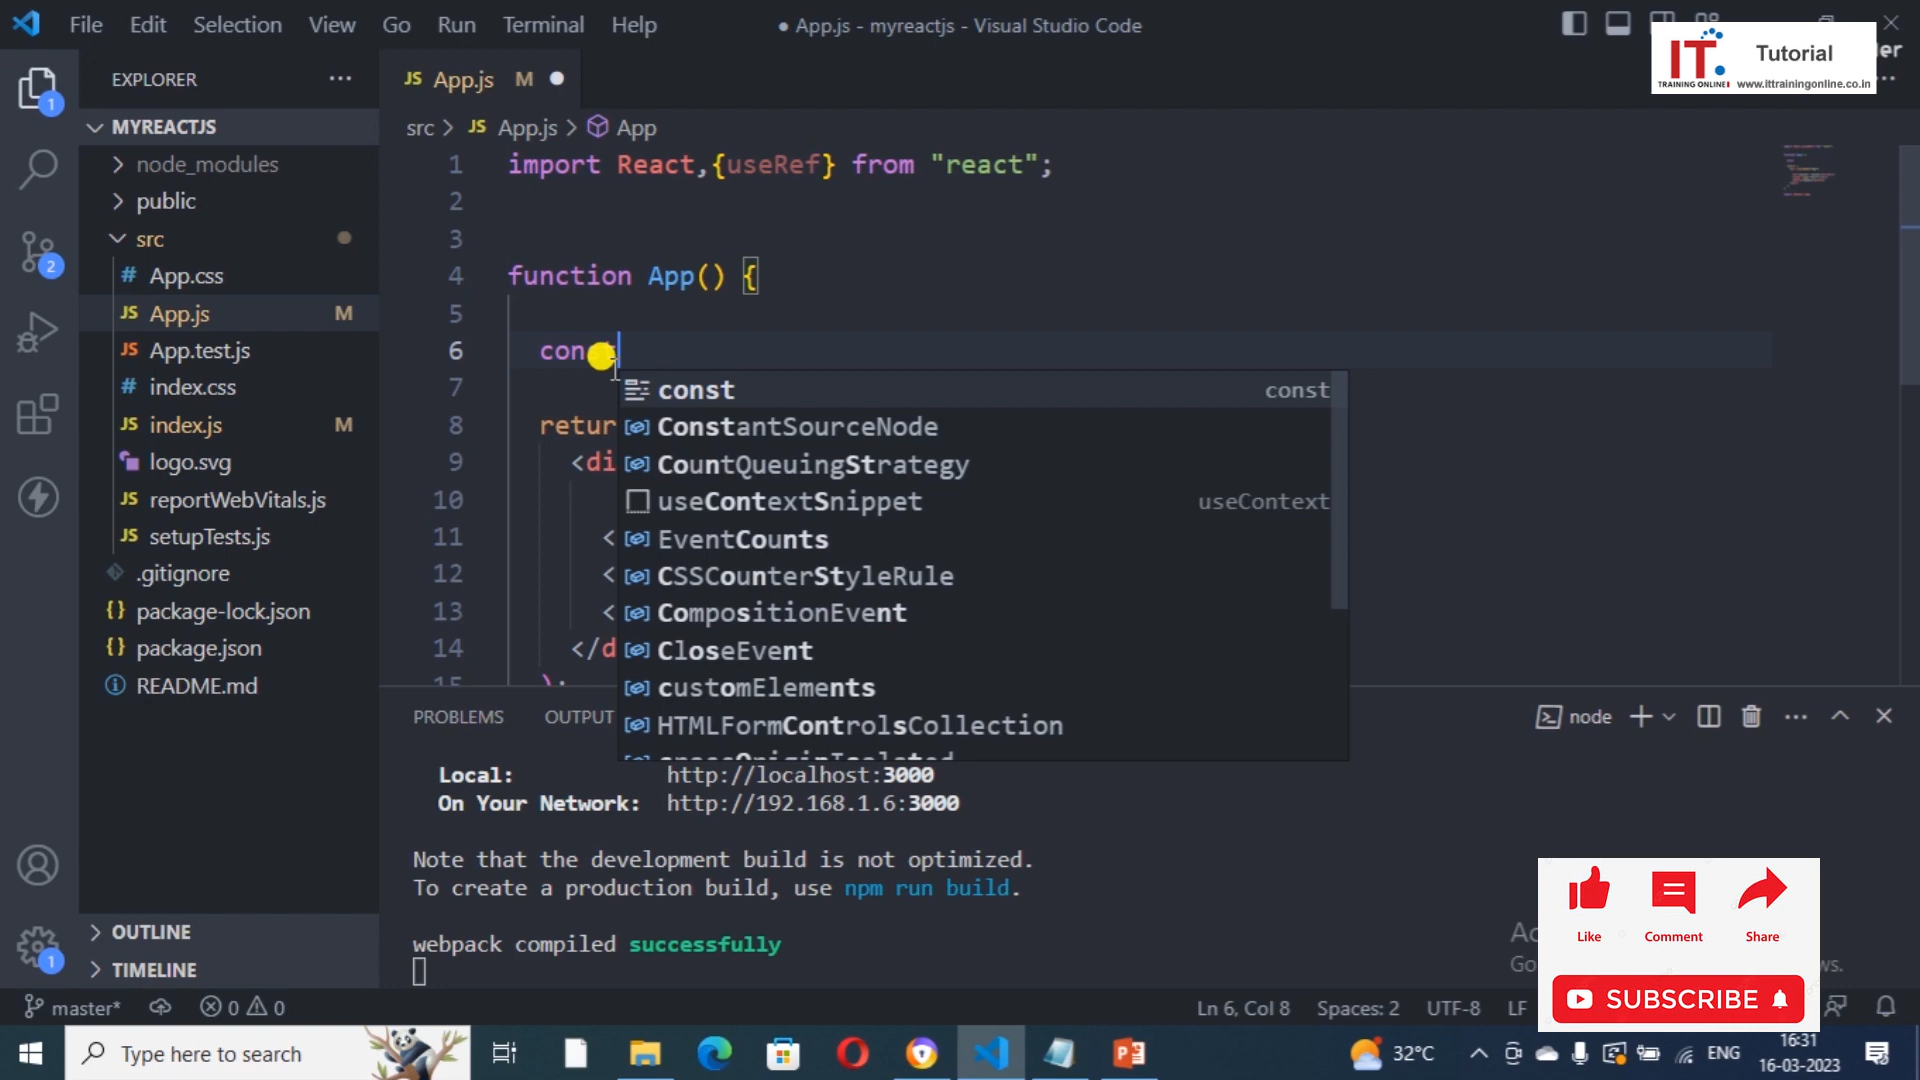 File Edit Selection View Go Run Terminal Help
● App.js - myreactjs - Visual Studio Code
IT.
TRAINING ONLINE
Tutorial
www.ittrainingonline.co.in
EXPLORER
1
MYREACTJS
node_modules
public
src
# App.css
JS App.js M
JS App.test.js
# index.css
JS index.js M
logo.svg
JS reportWebVitals.js
JS setupTests.js
.gitignore
{} package-lock.json
{} package.json
README.md
2
OUTLINE
TIMELINE
1
JS App.js M
src > JS App.js > App
1 import React,{useRef} from "react";
2
3
4 function App() {
5
6 const
7
8 retur
9 <di
10
11 <
12 <
13 <
14 </d
15 );
const const
ConstantSourceNode
CountQueuingStrategy
useContextSnippet useContext
EventCounts
CSSCounterStyleRule
CompositionEvent
CloseEvent
customElements
HTMLFormControlsCollection
crossOriginIsolated
PROBLEMS OUTPUT
node
Local: http://localhost:3000
On Your Network: http://192.168.1.6:3000
Note that the development build is not optimized.
To create a production build, use npm run build.
webpack compiled successfully
Like Comment Share
SUBSCRIBE
master* 0 0
Ln 6, Col 8 Spaces: 2 UTF-8 LF
Type here to search
32°C
ENG
16:31
16-03-2023